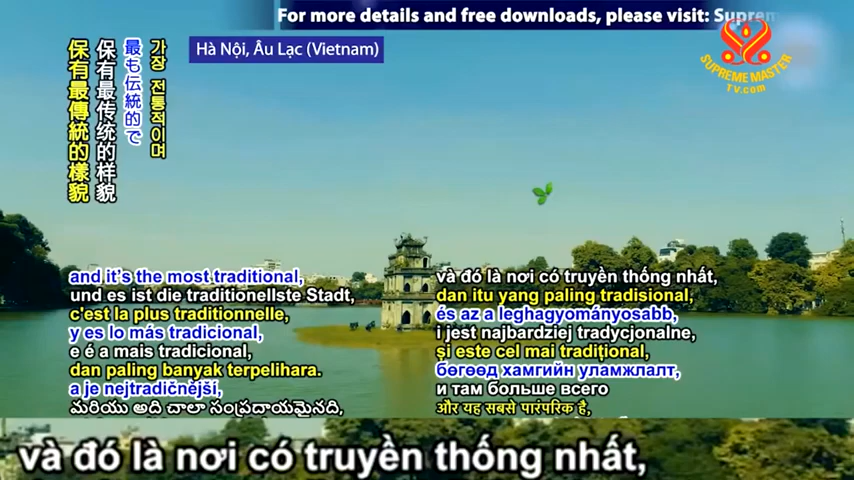 For more details and free downloads, please visit: Suprem
SUPREME MASTER
TV.com
Hà Nội, Âu Lạc (Vietnam)
가장 전통적이며
最も伝統的で
保有最传统的样貌
保有最傳統的樣貌
and it's the most traditional,
und es ist die traditionellste Stadt,
c'est la plus traditionnelle,
y es lo más tradicional,
e é a mais tradicional,
dan paling banyak terpelihara.
a je nejtradičnější,
మరియు అది చాలా సంప్రదాయమైనది,
và đó là nơi có truyền thống nhất,
dan itu yang paling tradisional,
és az a leghagyományosabb,
i jest najbardziej tradycjonalne,
și este cel mai tradițional,
бөгөөд хамгийн уламжлалт,
и там больше всего
और यह सबसे पारंपरिक है,
và đó là nơi có truyền thống nhất,